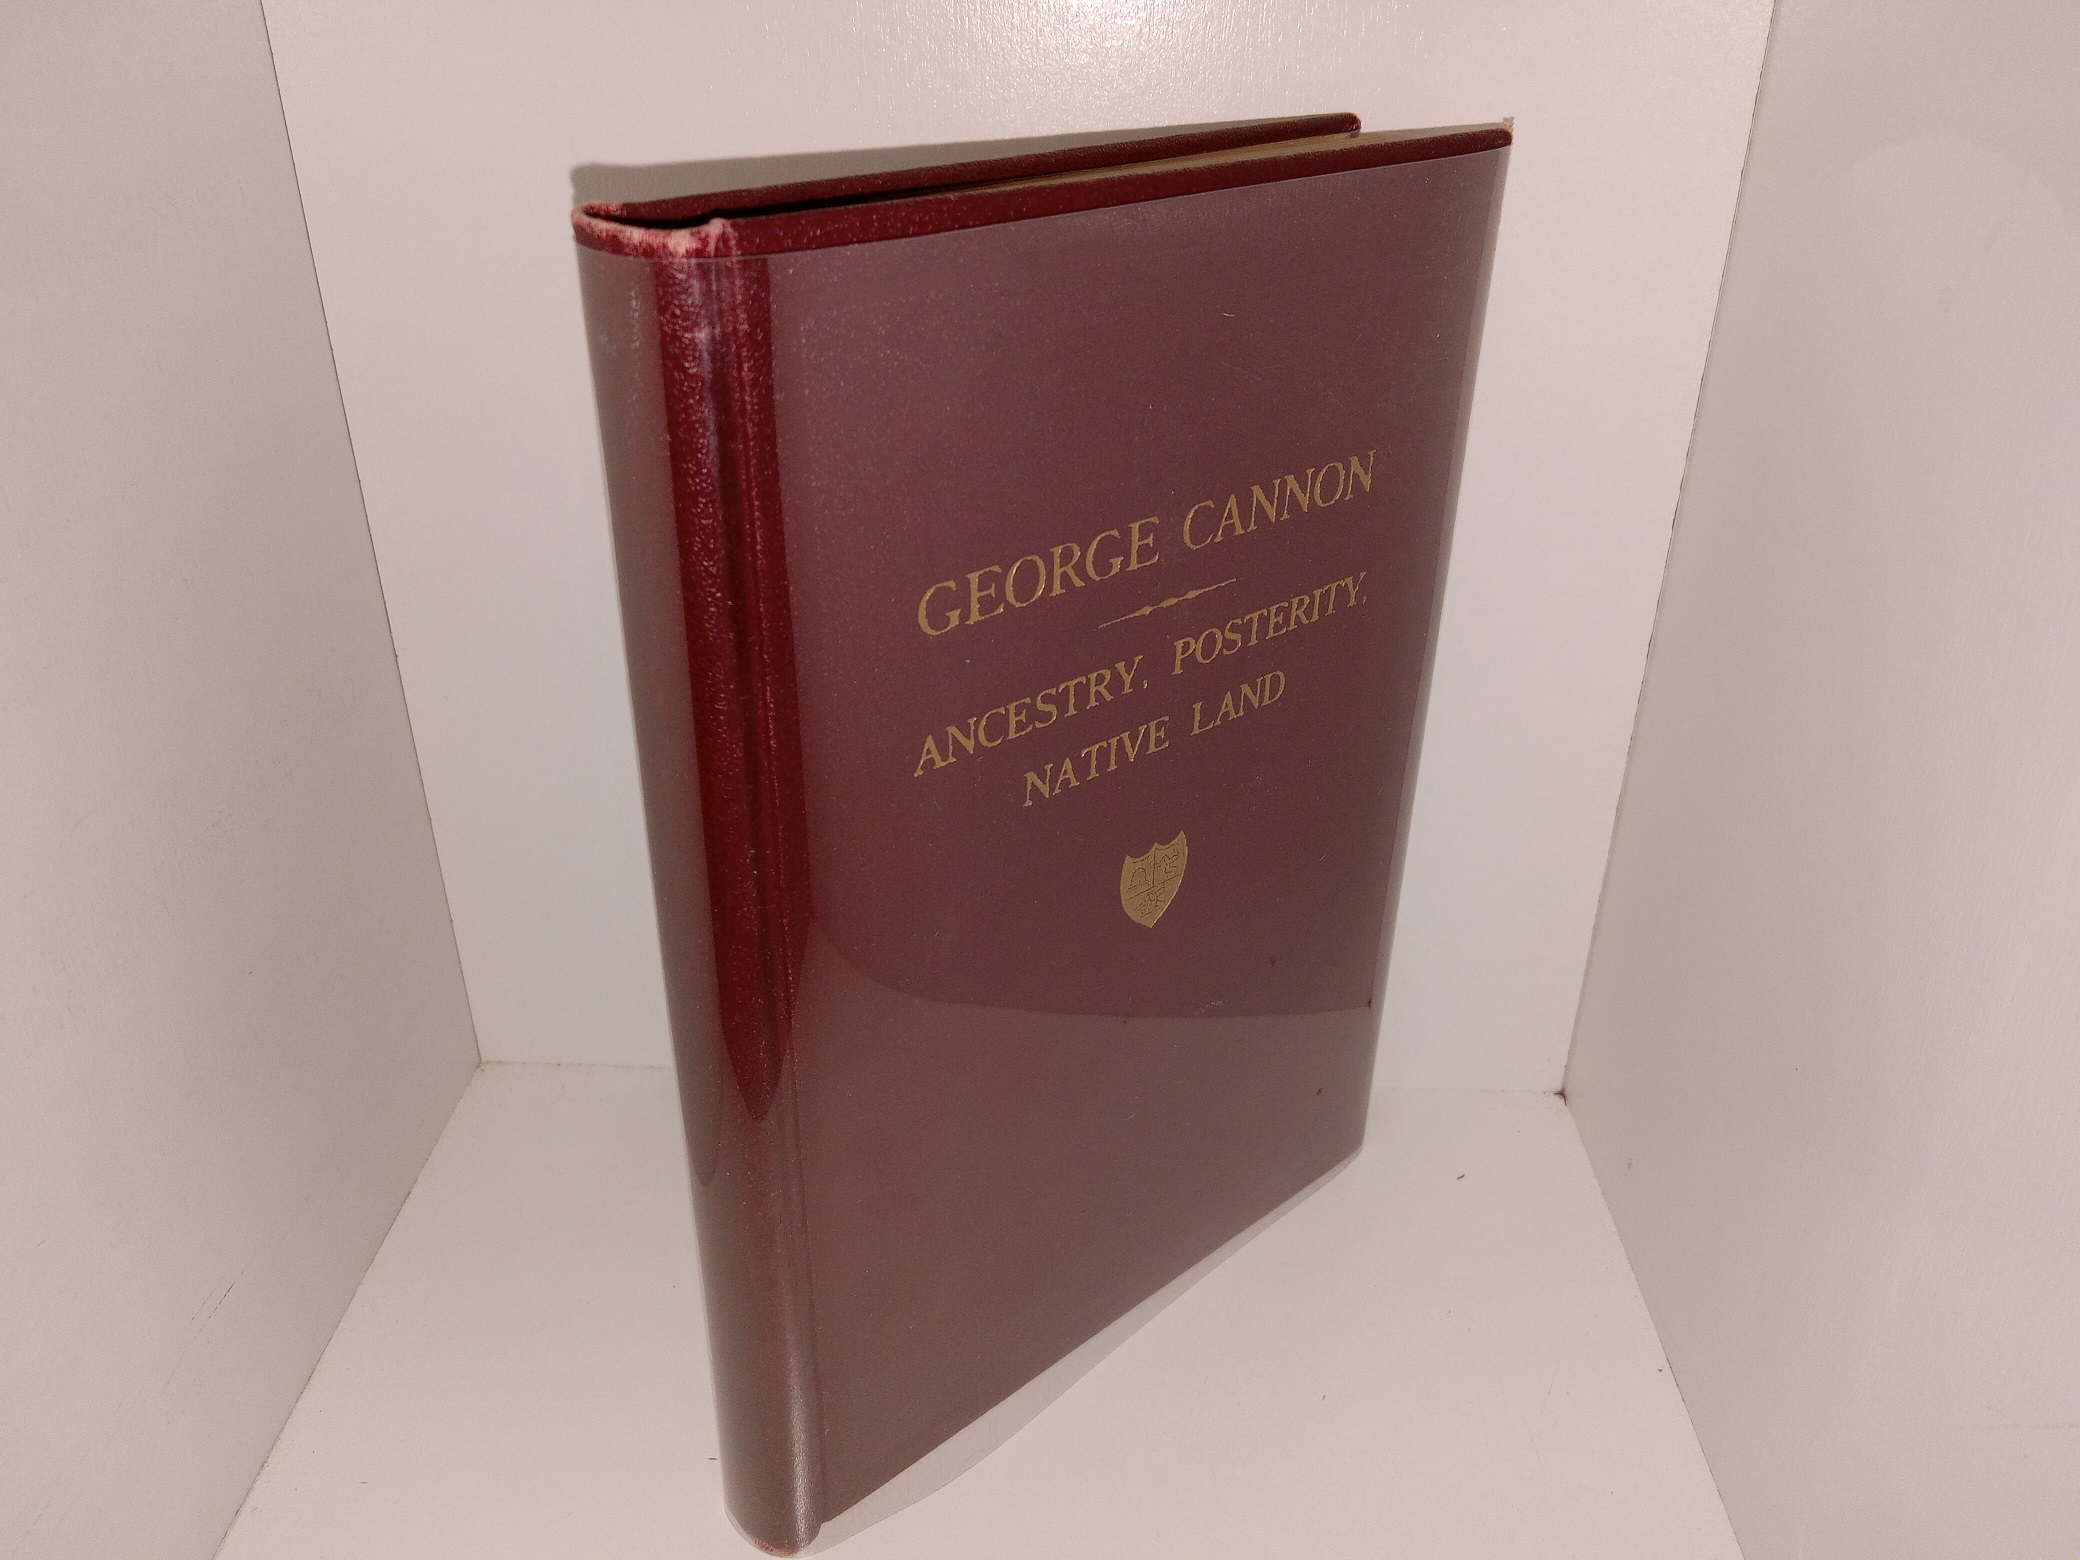 GEORGE CANNON
ANCESTRY, POSTERITY,
NATIVE LAND